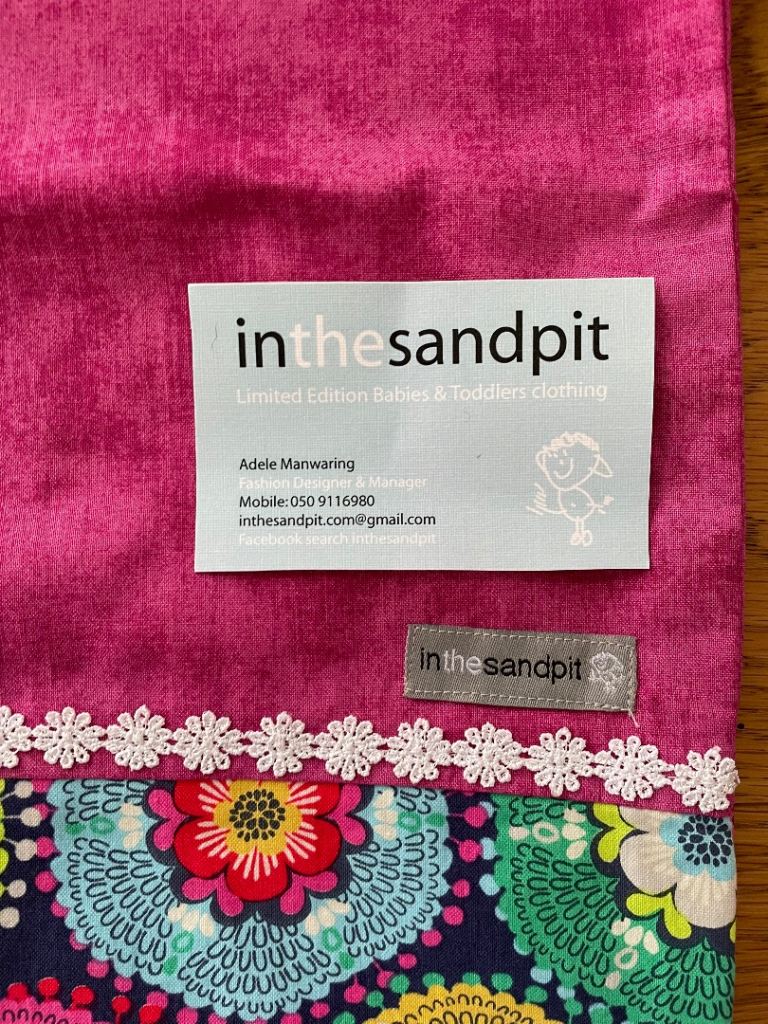 inthesandpit
Limited Edition Babies & Toddlers clothing
Adele Manwaring
Fashion Designer & Manager
Mobile: 050 9116980
inthesandpit.com@gmail.com
Facebook search inthesandpit
inthesandpit